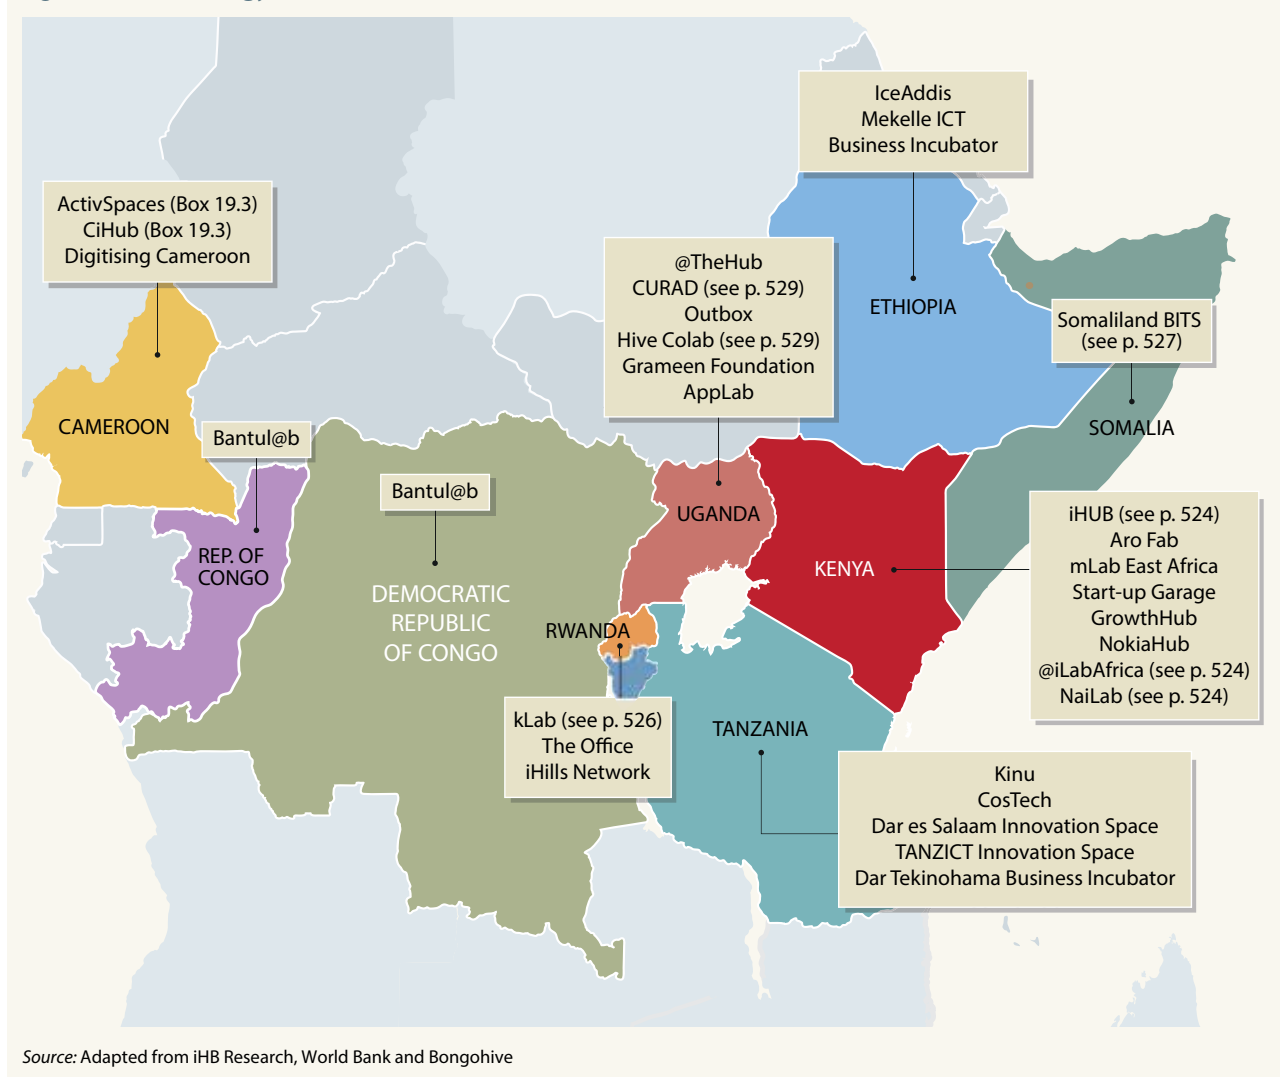 IceAddis
Mekelle ICT
Business Incubator
ActivSpaces (Box 19.3)
CiHub (Box 19.3)
Digitising Cameroon
@TheHub
CURAD (see p. 529)
Outbox
Hive Colab (see p. 529)
Grameen Foundation
AppLab
ETHIOPIA
Somaliland BITS
(see p. 527)
SOMALIA
CAMEROON
Bantul@b
Bantul@b
UGANDA
REP. OF
CONGO
DEMOCRATIC
REPUBLIC
OF CONGO
KENYA
iHUB (see p. 524)
Aro Fab
mLab East Africa
Start-up Garage
GrowthHub
NokiaHub
@iLabAfrica (see p. 524)
NaiLab (see p. 524)
RWANDA
kLab (see p. 526)
The Office
iHills Network
TANZANIA
Kinu
CosTech
Dar es Salaam Innovation Space
TANZICT Innovation Space
Dar Tekinohama Business Incubator
Source: Adapted from iHB Research, World Bank and Bongohive